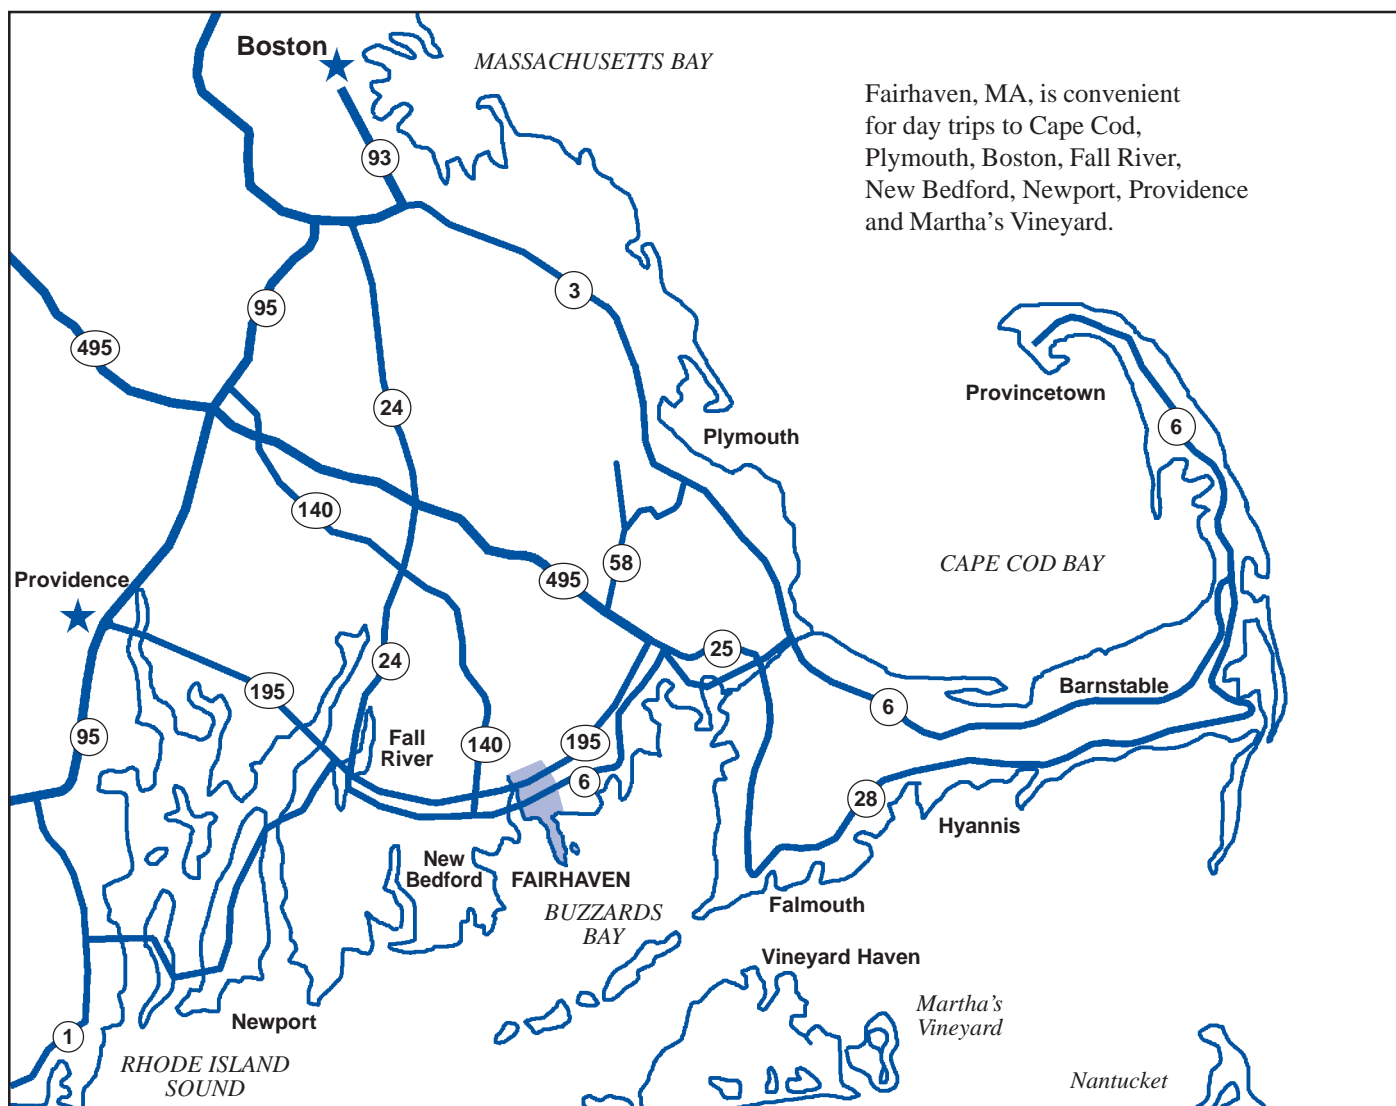 Boston
MASSACHUSETTS BAY
Fairhaven, MA, is convenient
for day trips to Cape Cod,
Plymouth, Boston, Fall River,
New Bedford, Newport, Providence
and Martha's Vineyard.
93
3
95
495
24
Provincetown
6
Plymouth
140
CAPE COD BAY
58
495
Providence
25
24
195
Barnstable
6
95
Fall
River
140
195
6
28
Hyannis
New
Bedford
FAIRHAVEN
Falmouth
BUZZARDS
BAY
Vineyard Haven
Martha's
Vineyard
Newport
1
RHODE ISLAND
SOUND
Nantucket